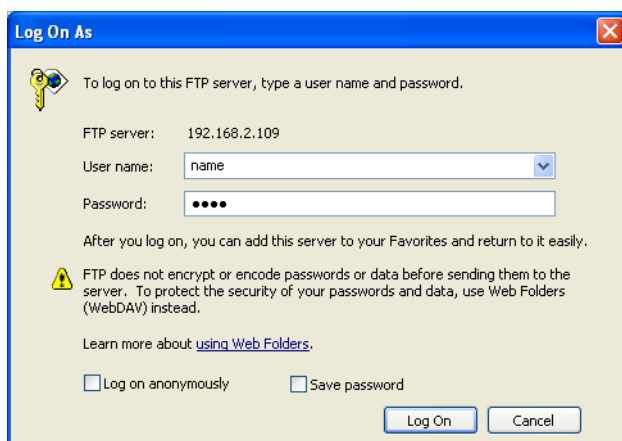 Log On As
To log on to this FTP server, type a user name and password.
FTP server: 192.168.2.109
User name: name
Password: ••••
After you log on, you can add this server to your Favorites and return to it easily.
FTP does not encrypt or encode passwords or data before sending them to the
server. To protect the security of your passwords and data, use Web Folders
(WebDAV) instead.
Learn more about using Web Folders.
Log on anonymously Save password
Log On Cancel